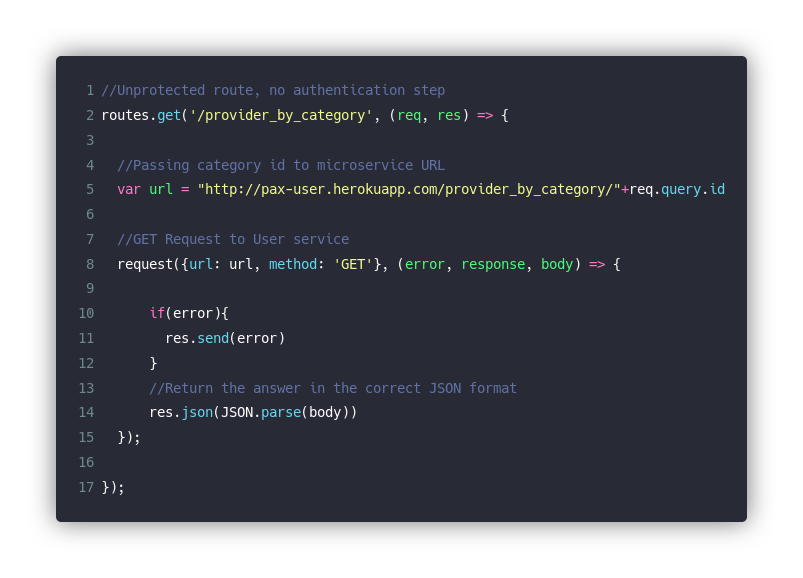 1 //Unprotected route, no authentication step
2 routes.get('/provider_by_category', (req, res) => {
3
4   //Passing category id to microservice URL
5   var url = "http://pax-user.herokuapp.com/provider_by_category/"+req.query.id
6
7   //GET Request to User service
8   request({url: url, method: 'GET'}, (error, response, body) => {
9
10       if(error){
11         res.send(error)
12       }
13       //Return the answer in the correct JSON format
14       res.json(JSON.parse(body))
15   });
16
17 });